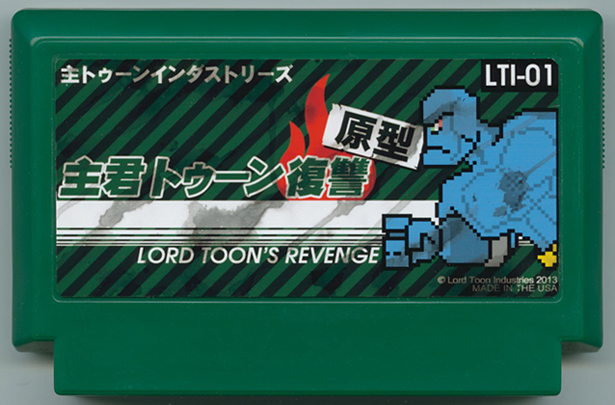 主トゥーンインダストリーズ
LTI-01
原型
主君トゥーン復讐
LORD TOON'S REVENGE
© Lord Toon Industries 2013
MADE IN THE USA